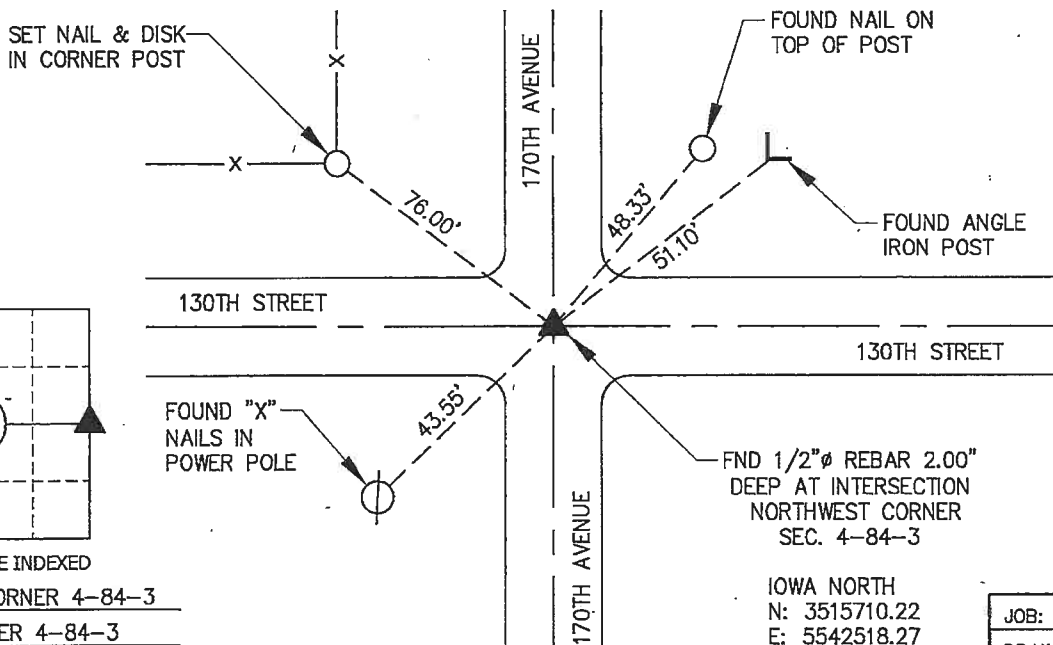 SET NAIL & DISK
IN CORNER POST
FOUND NAIL ON
TOP OF POST
170TH AVENUE
X
X
76.00'
48.33'
51.10'
FOUND ANGLE
IRON POST
130TH STREET
130TH STREET
FOUND "X"
NAILS IN
POWER POLE
43.55'
FND 1/2"ø REBAR 2.00"
DEEP AT INTERSECTION
NORTHWEST CORNER
SEC. 4-84-3
170TH AVENUE
E INDEXED
ORNER 4-84-3
ER 4-84-3
IOWA NORTH
N: 3515710.22
E: 5542518.27
JOB: